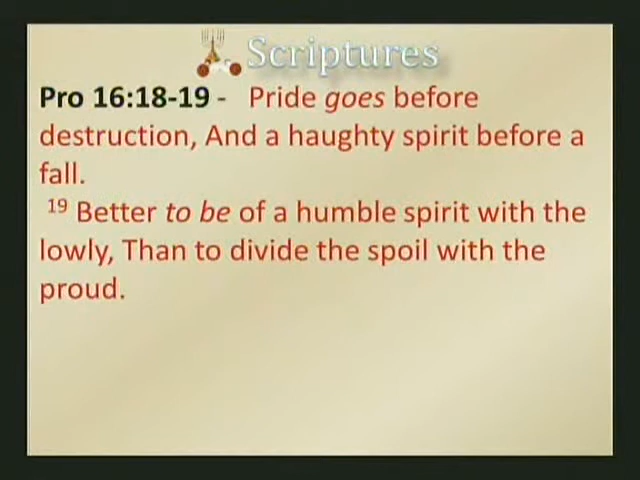 Scriptures
Pro 16:18-19 - Pride goes before
destruction, And a haughty spirit before a
fall.
19 Better to be of a humble spirit with the
lowly, Than to divide the spoil with the
proud.